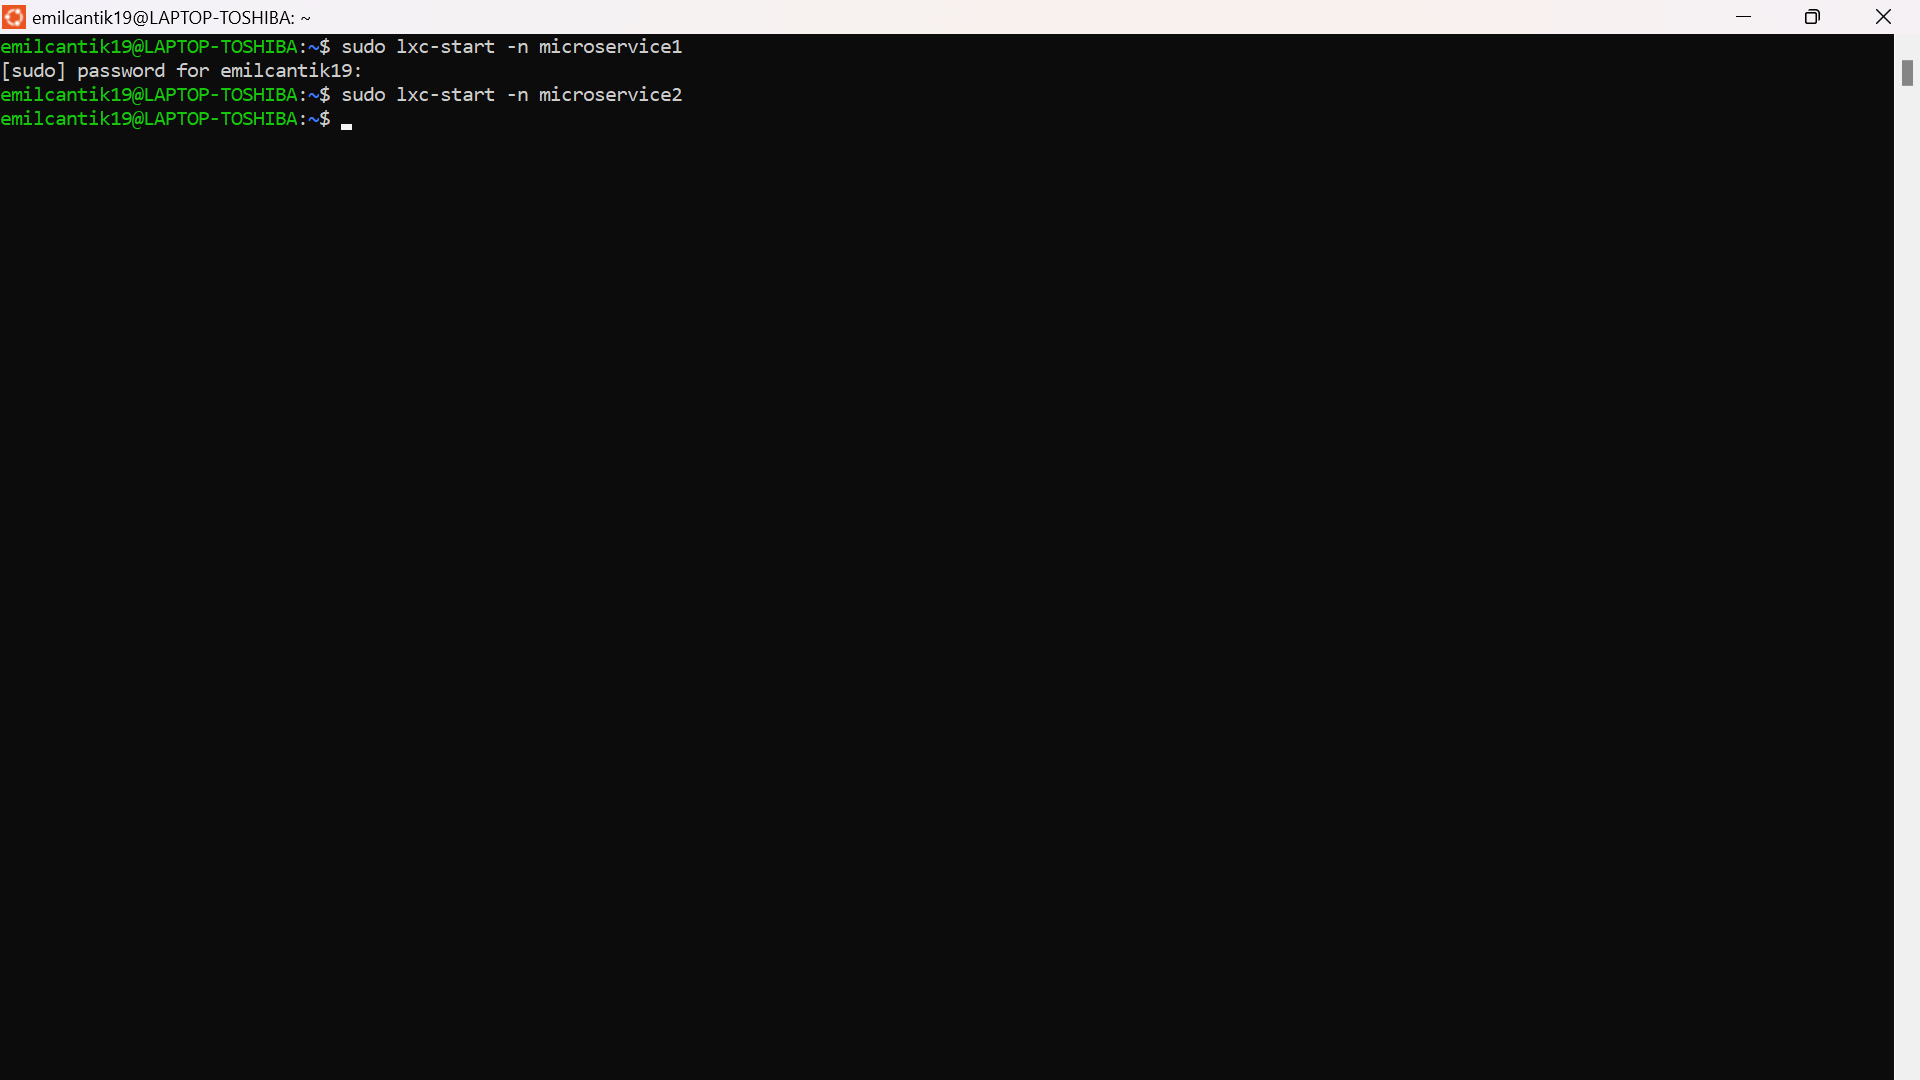 emilcantik19@LAPTOP-TOSHIBA: ~
emilcantik19@LAPTOP-TOSHIBA:~$ sudo lxc-start -n microservice1
[sudo] password for emilcantik19:
emilcantik19@LAPTOP-TOSHIBA:~$ sudo lxc-start -n microservice2
emilcantik19@LAPTOP-TOSHIBA:~$